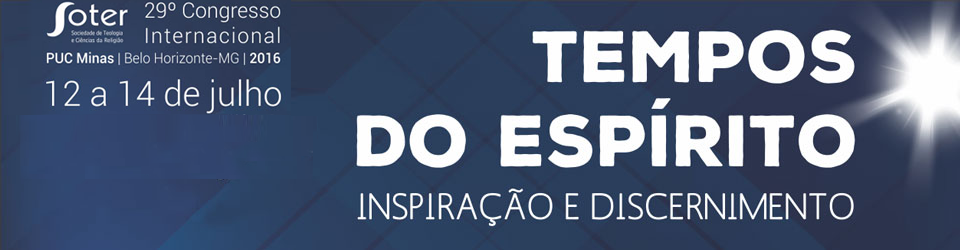 Soter
Sociedade de Teologia
e Ciências da Religião
29º Congresso
Internacional
PUC Minas | Belo Horizonte-MG | 2016
12 a 14 de julho
TEMPOS
DO ESPÍRITO
INSPIRAÇÃO E DISCERNIMENTO